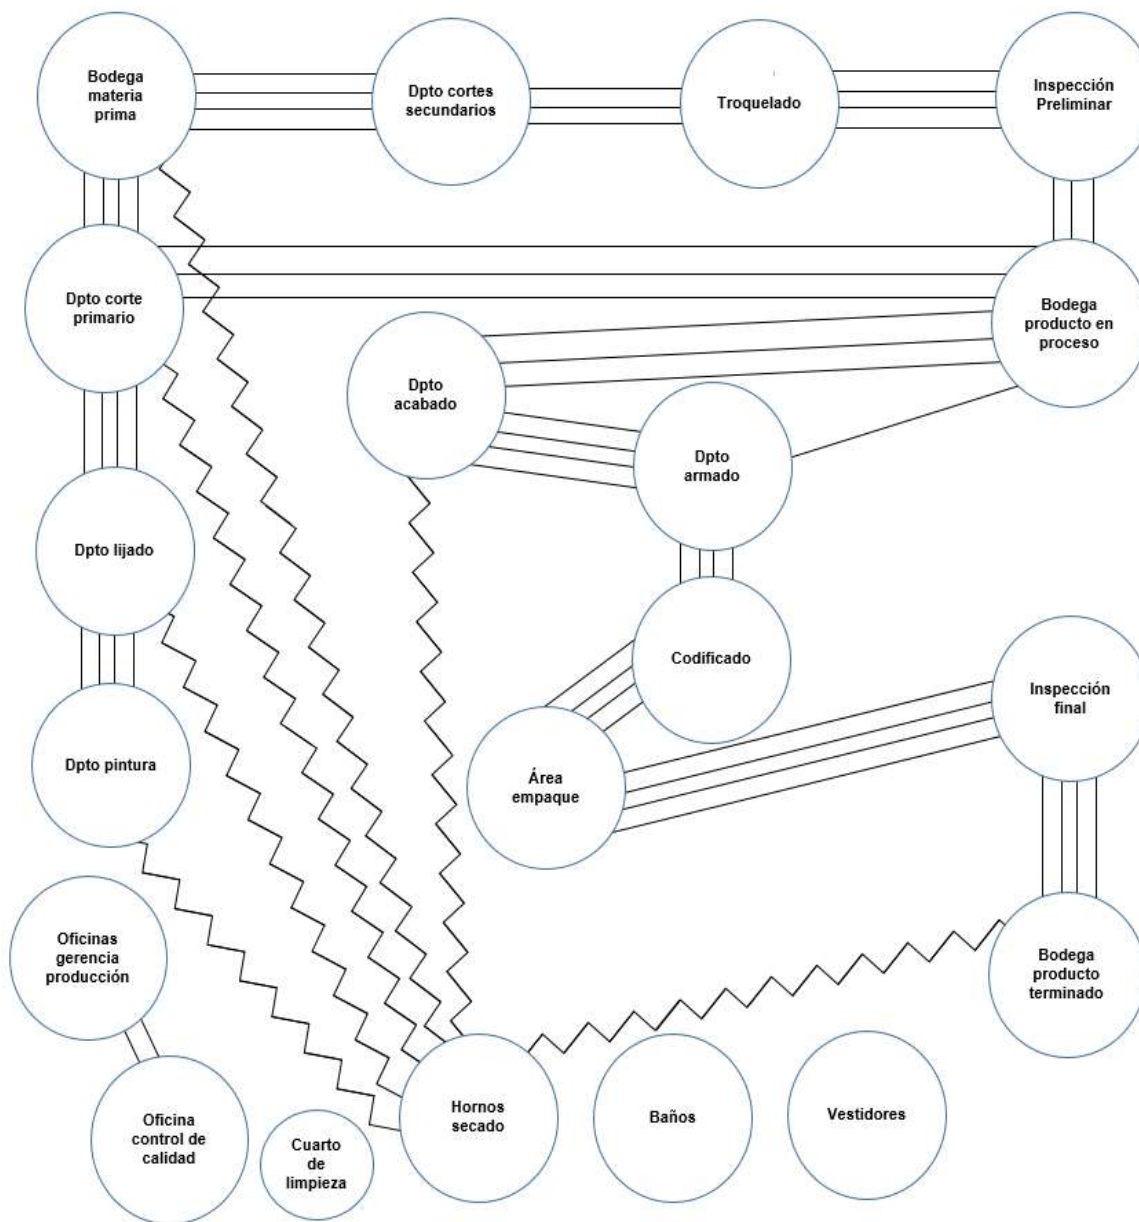 Bodega
materia
prima
Dpto cortes
secundarios
Troquelado
Inspección
Preliminar
Dpto corte
primario
Bodega
producto en
proceso
Dpto
acabado
Dpto
armado
Dpto lijado
Codificado
Inspección
final
Dpto pintura
Área
empaque
Oficinas
gerencia
producción
Bodega
producto
terminado
Oficina
control de
calidad
Cuarto
de
limpieza
Hornos
secado
Baños
Vestidores